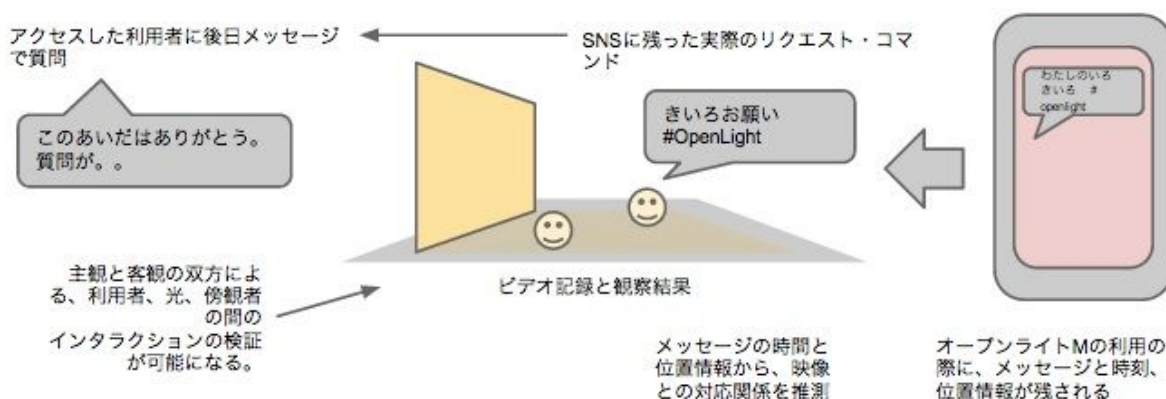 アクセスした利用者に後日メッセージ
で質問
SNSに残った実際のリクエスト・コマ
ンド
わたしのいろ
きいろ #
openlight
きいろお願い
#OpenLight
このあいだはありがとう。
質問が。。
主観と客観の双方によ
る、利用者、光、傍観者
の間の
インタラクションの検証
が可能になる。
ビデオ記録と観察結果
メッセージの時間と
位置情報から、映像
との対応関係を推測
オープンライトMの利用の
際に、メッセージと時刻、
位置情報が残される